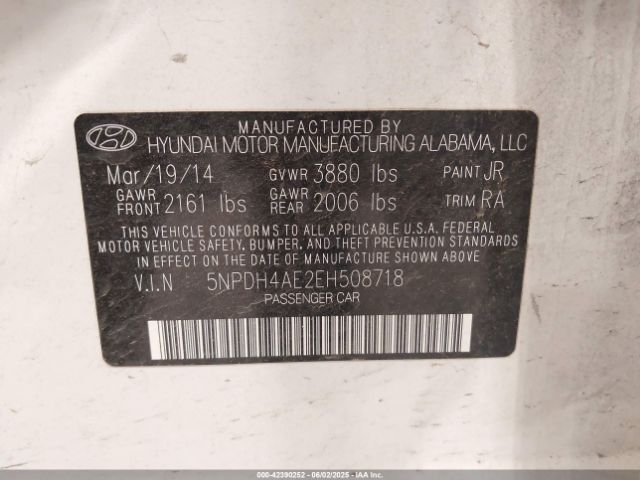 MANUFACTURED BY
HYUNDAI MOTOR MANUFACTURING ALABAMA, LLC
Mar/19/14 GVWR 3880 lbs PAINT JR
GAWR FRONT 2161 lbs GAWR REAR 2006 lbs TRIM RA
THIS VEHICLE CONFORMS TO ALL APPLICABLE U.S.A. FEDERAL
MOTOR VEHICLE SAFETY, BUMPER, AND THEFT PREVENTION STANDARDS
IN EFFECT ON THE DATE OF MANUFACTURE SHOWN ABOVE.
V.I.N 5NPDH4AE2EH508718
PASSENGER CAR
000-42390252 - 06/02/2025 - COPYRIGHT IAA, LLC.